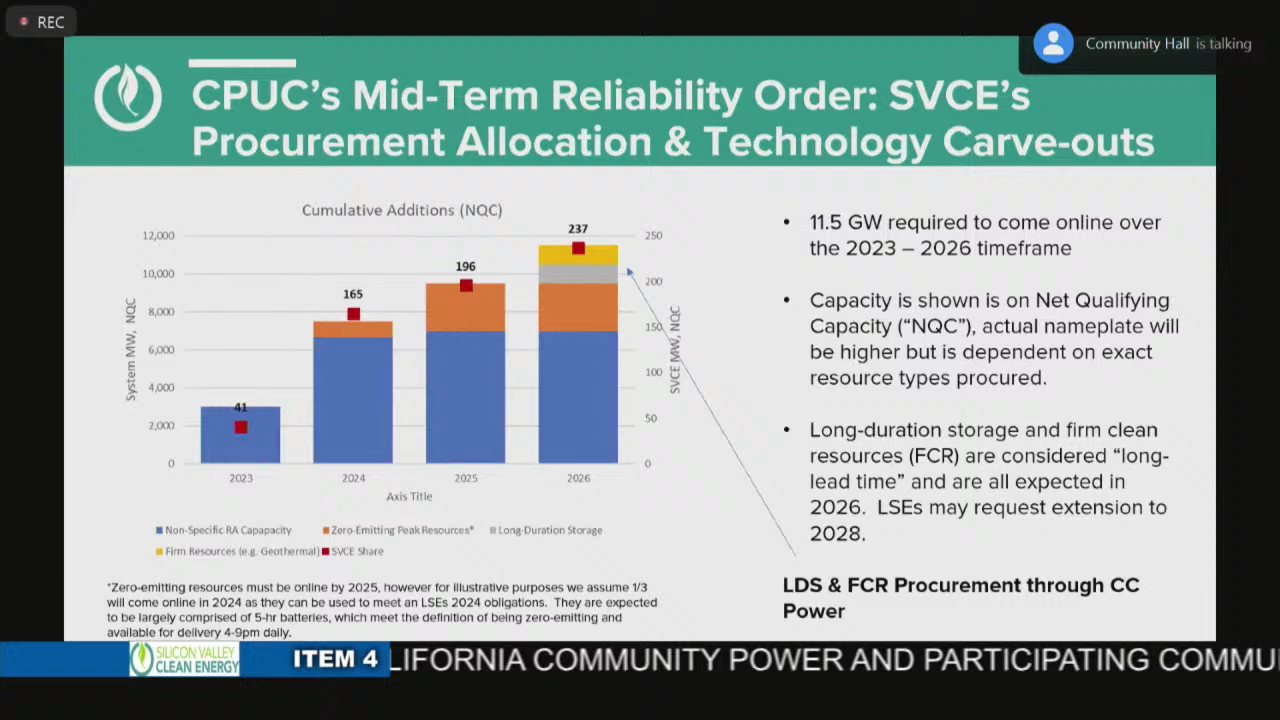 REC
Community Hall is talking
CPUC's Mid-Term Reliability Order: SVCE's
Procurement Allocation & Technology Carve-outs
Cumulative Additions (NQC)
12,000
10,000
8,000
6,000
4,000
2,000
0
System MW, NQC
250
200
150
100
50
0
SVCE MW, NQC
41
165
196
237
2023
2024
2025
2026
Axis Title
Non-Specific RA Capapacity
Zero-Emitting Peak Resources*
Long-Duration Storage
Firm Resources (e.g. Geothermal)
SVCE Share
*Zero-emitting resources must be online by 2025, however for illustrative purposes we assume 1/3
will come online in 2024 as they can be used to meet an LSEs 2024 obligations. They are expected
to be largely comprised of 5-hr batteries, which meet the definition of being zero-emitting and
available for delivery 4-9pm daily.
• 11.5 GW required to come online over
the 2023 – 2026 timeframe
• Capacity is shown is on Net Qualifying
Capacity ("NQC"), actual nameplate will
be higher but is dependent on exact
resource types procured.
• Long-duration storage and firm clean
resources (FCR) are considered "long-
lead time" and are all expected in
2026. LSEs may request extension to
2028.
LDS & FCR Procurement through CC
Power
SILICON VALLEY
CLEAN ENERGY
ITEM 4
LIFORNIA COMMUNITY POWER AND PARTICIPATING COMMU